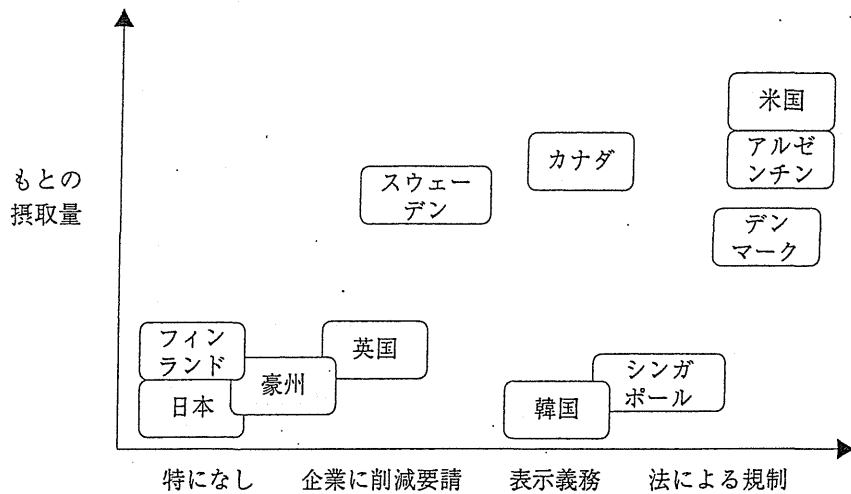 米国
アルゼ
ンチン
カナダ
スウェー
デン
もとの
摂取量
デン
マーク
フィン
ランド
英国
豪州
シンガ
ポール
日本
韓国
特になし
企業に削減要請
表示義務
法による規制